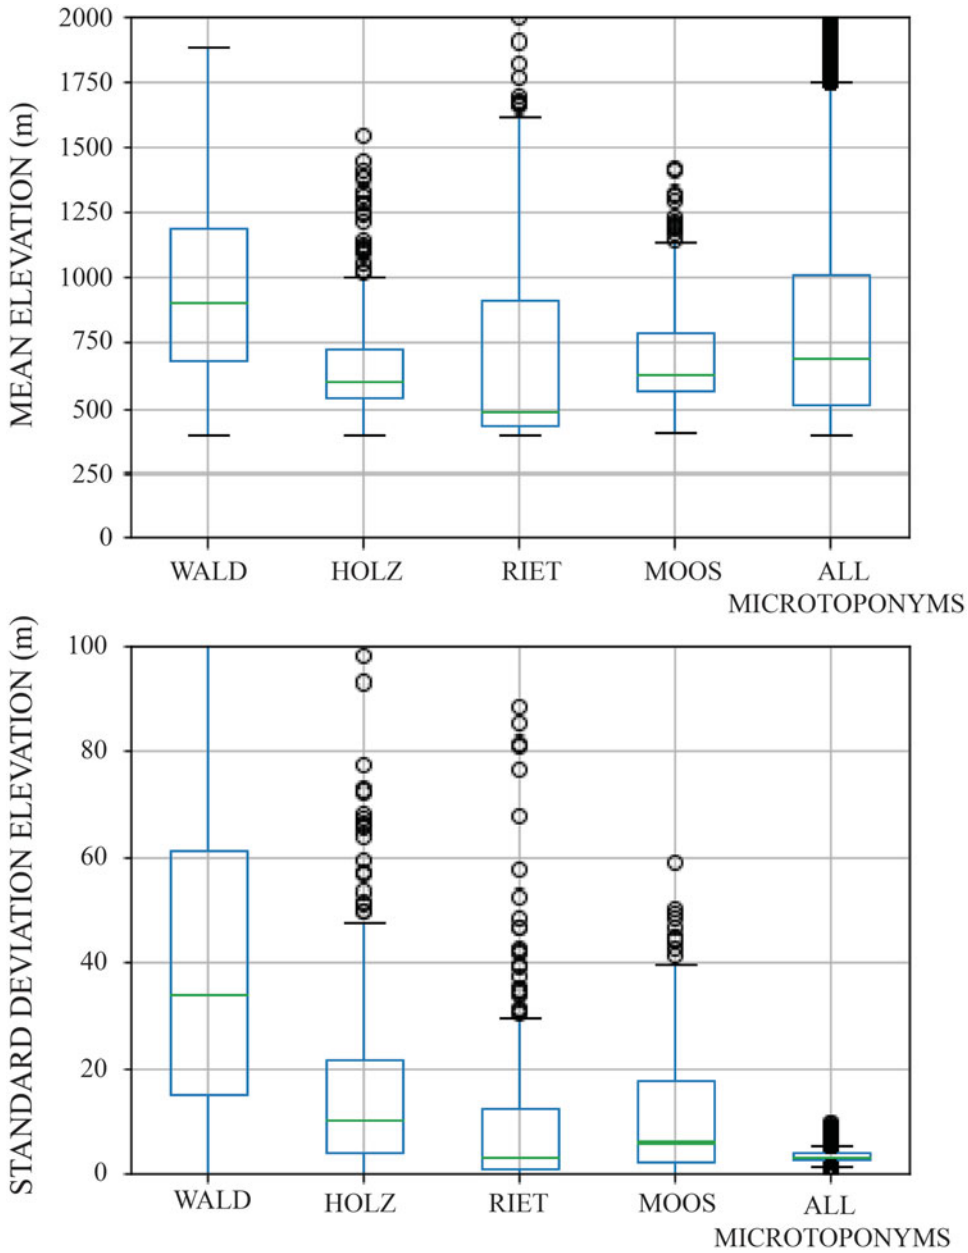 MEAN ELEVATION (m)
2000
1750
1500
1250
1000
750
500
250
0
WALD HOLZ RIET MOOS ALL
MICROTOPONYMS
STANDARD DEVIATION ELEVATION (m)
100
80
60
40
20
0
WALD HOLZ RIET MOOS ALL
MICROTOPONYMS